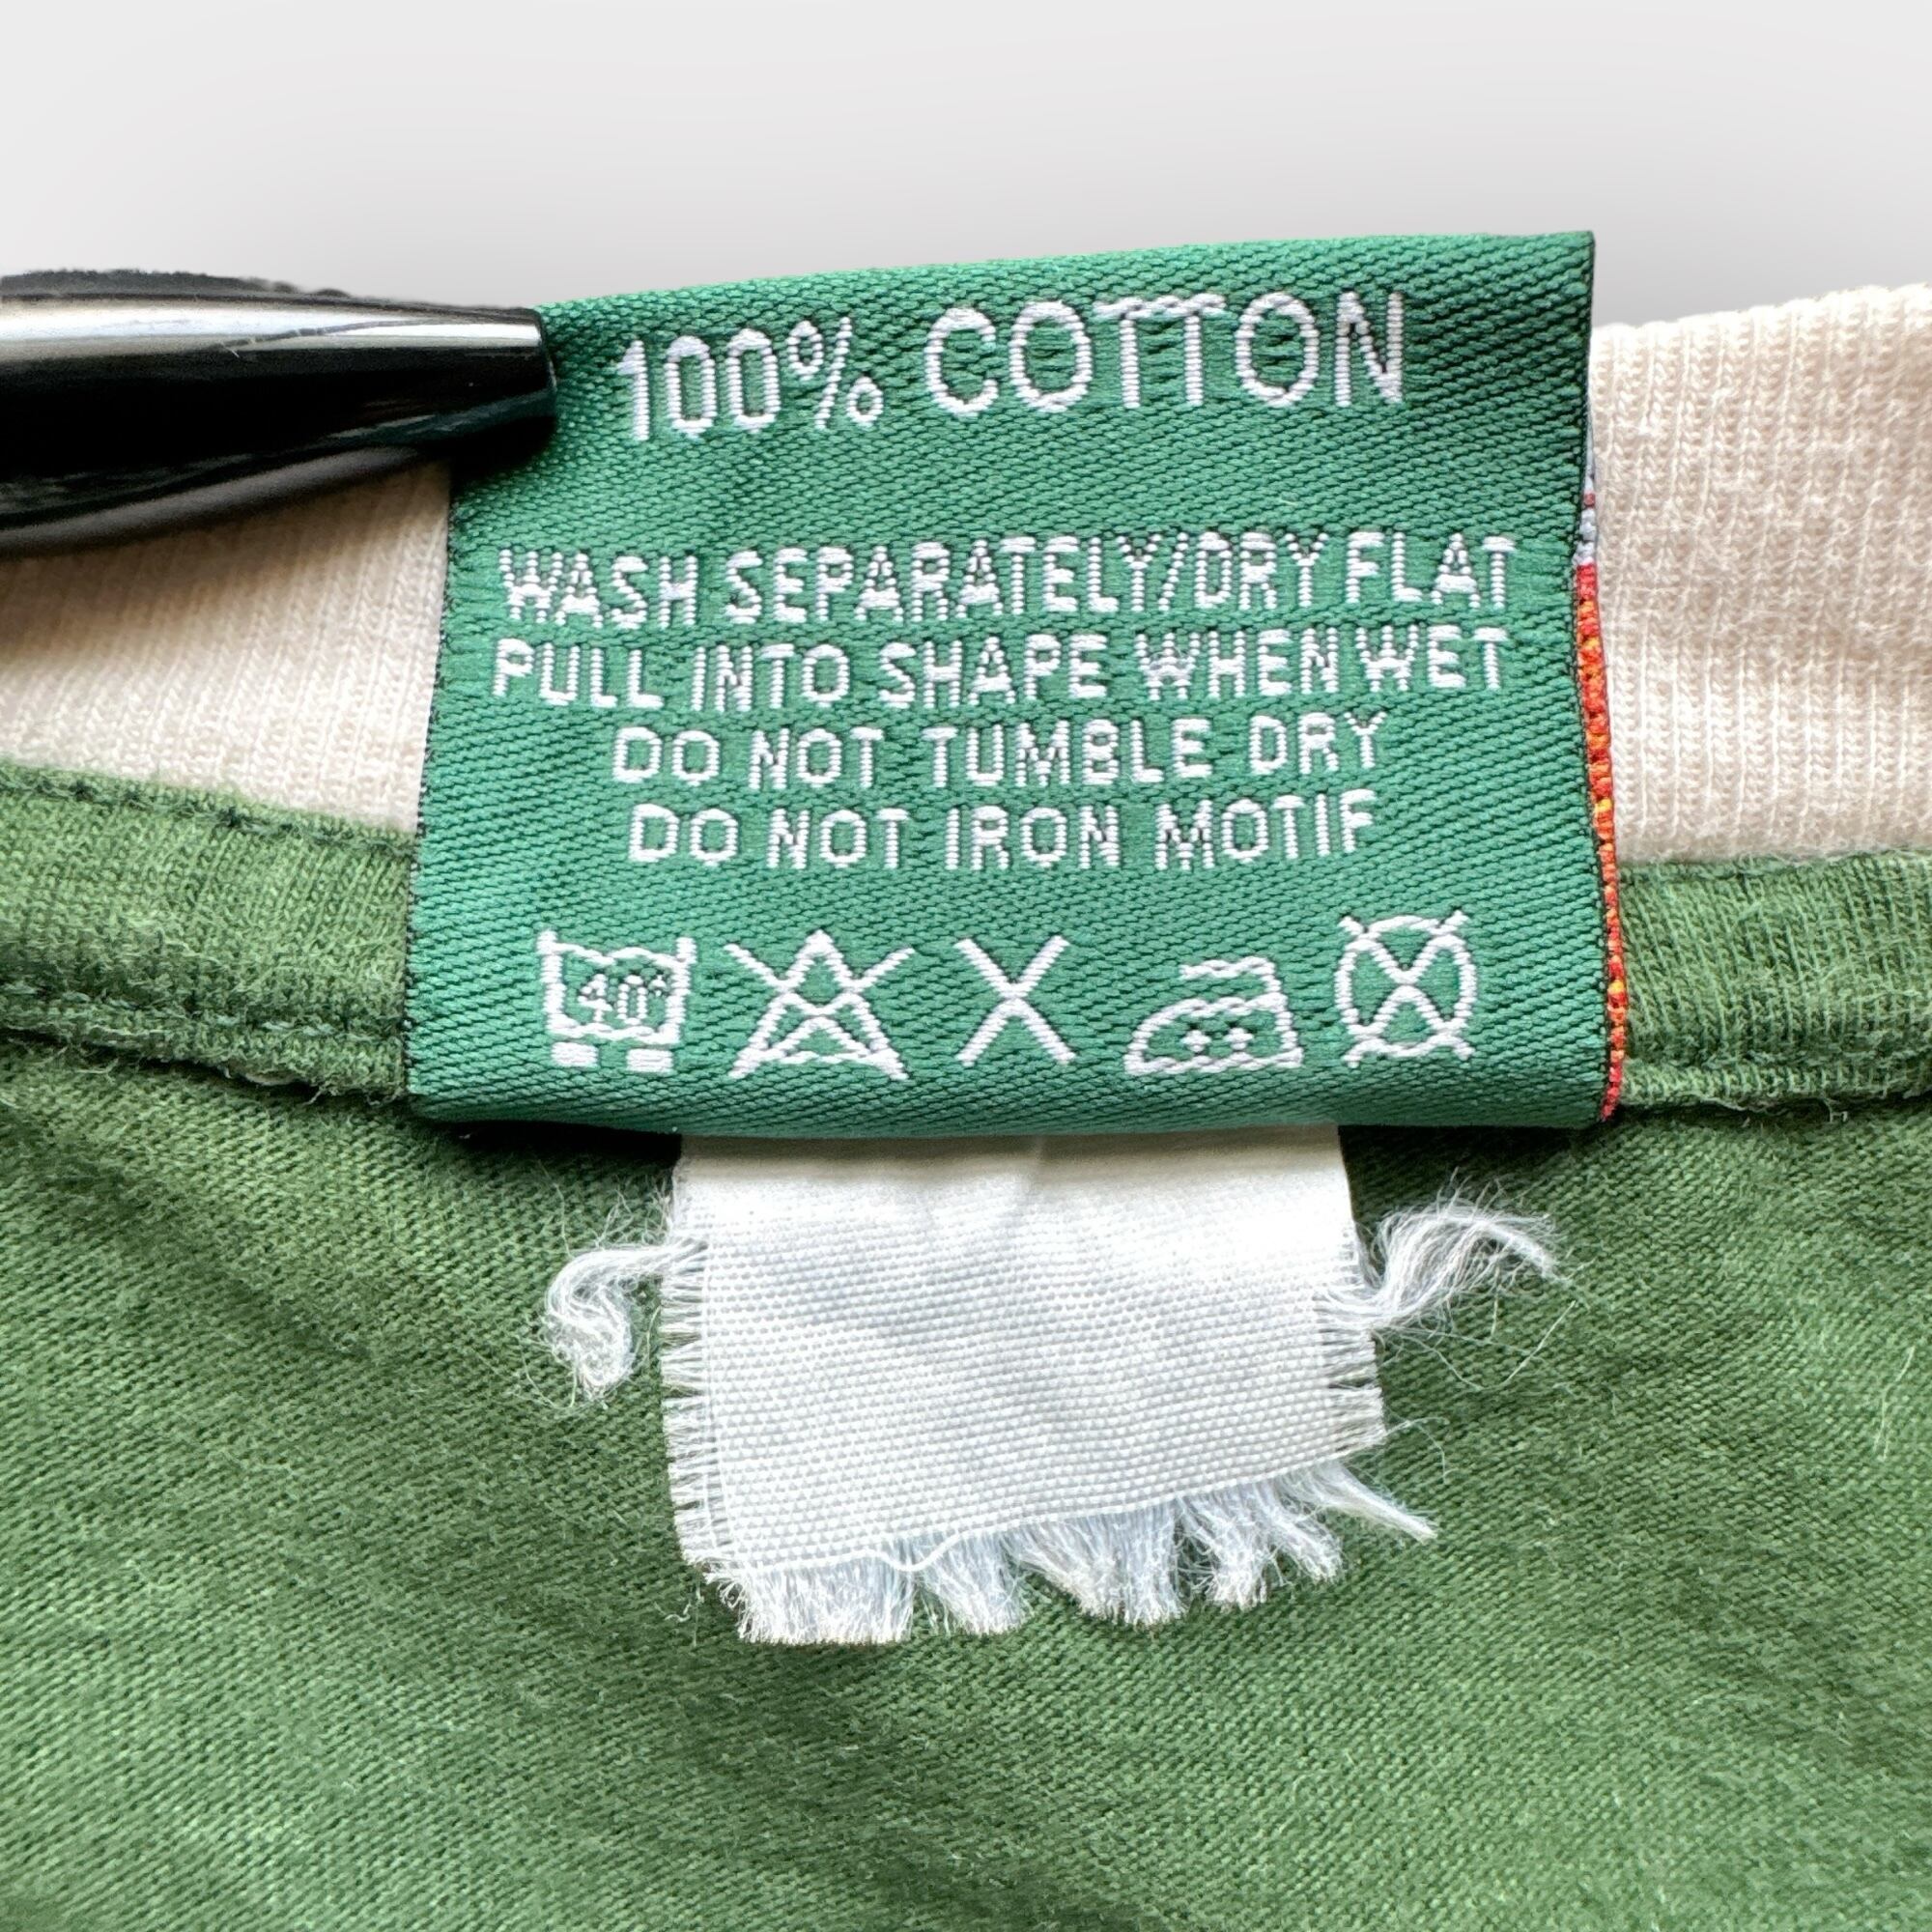 100% COTTON
WASH SEPARATELY/DRY FLAT
PULL INTO SHAPE WHEN WET
DO NOT TUMBLE DRY
DO NOT IRON MOTIF
40°